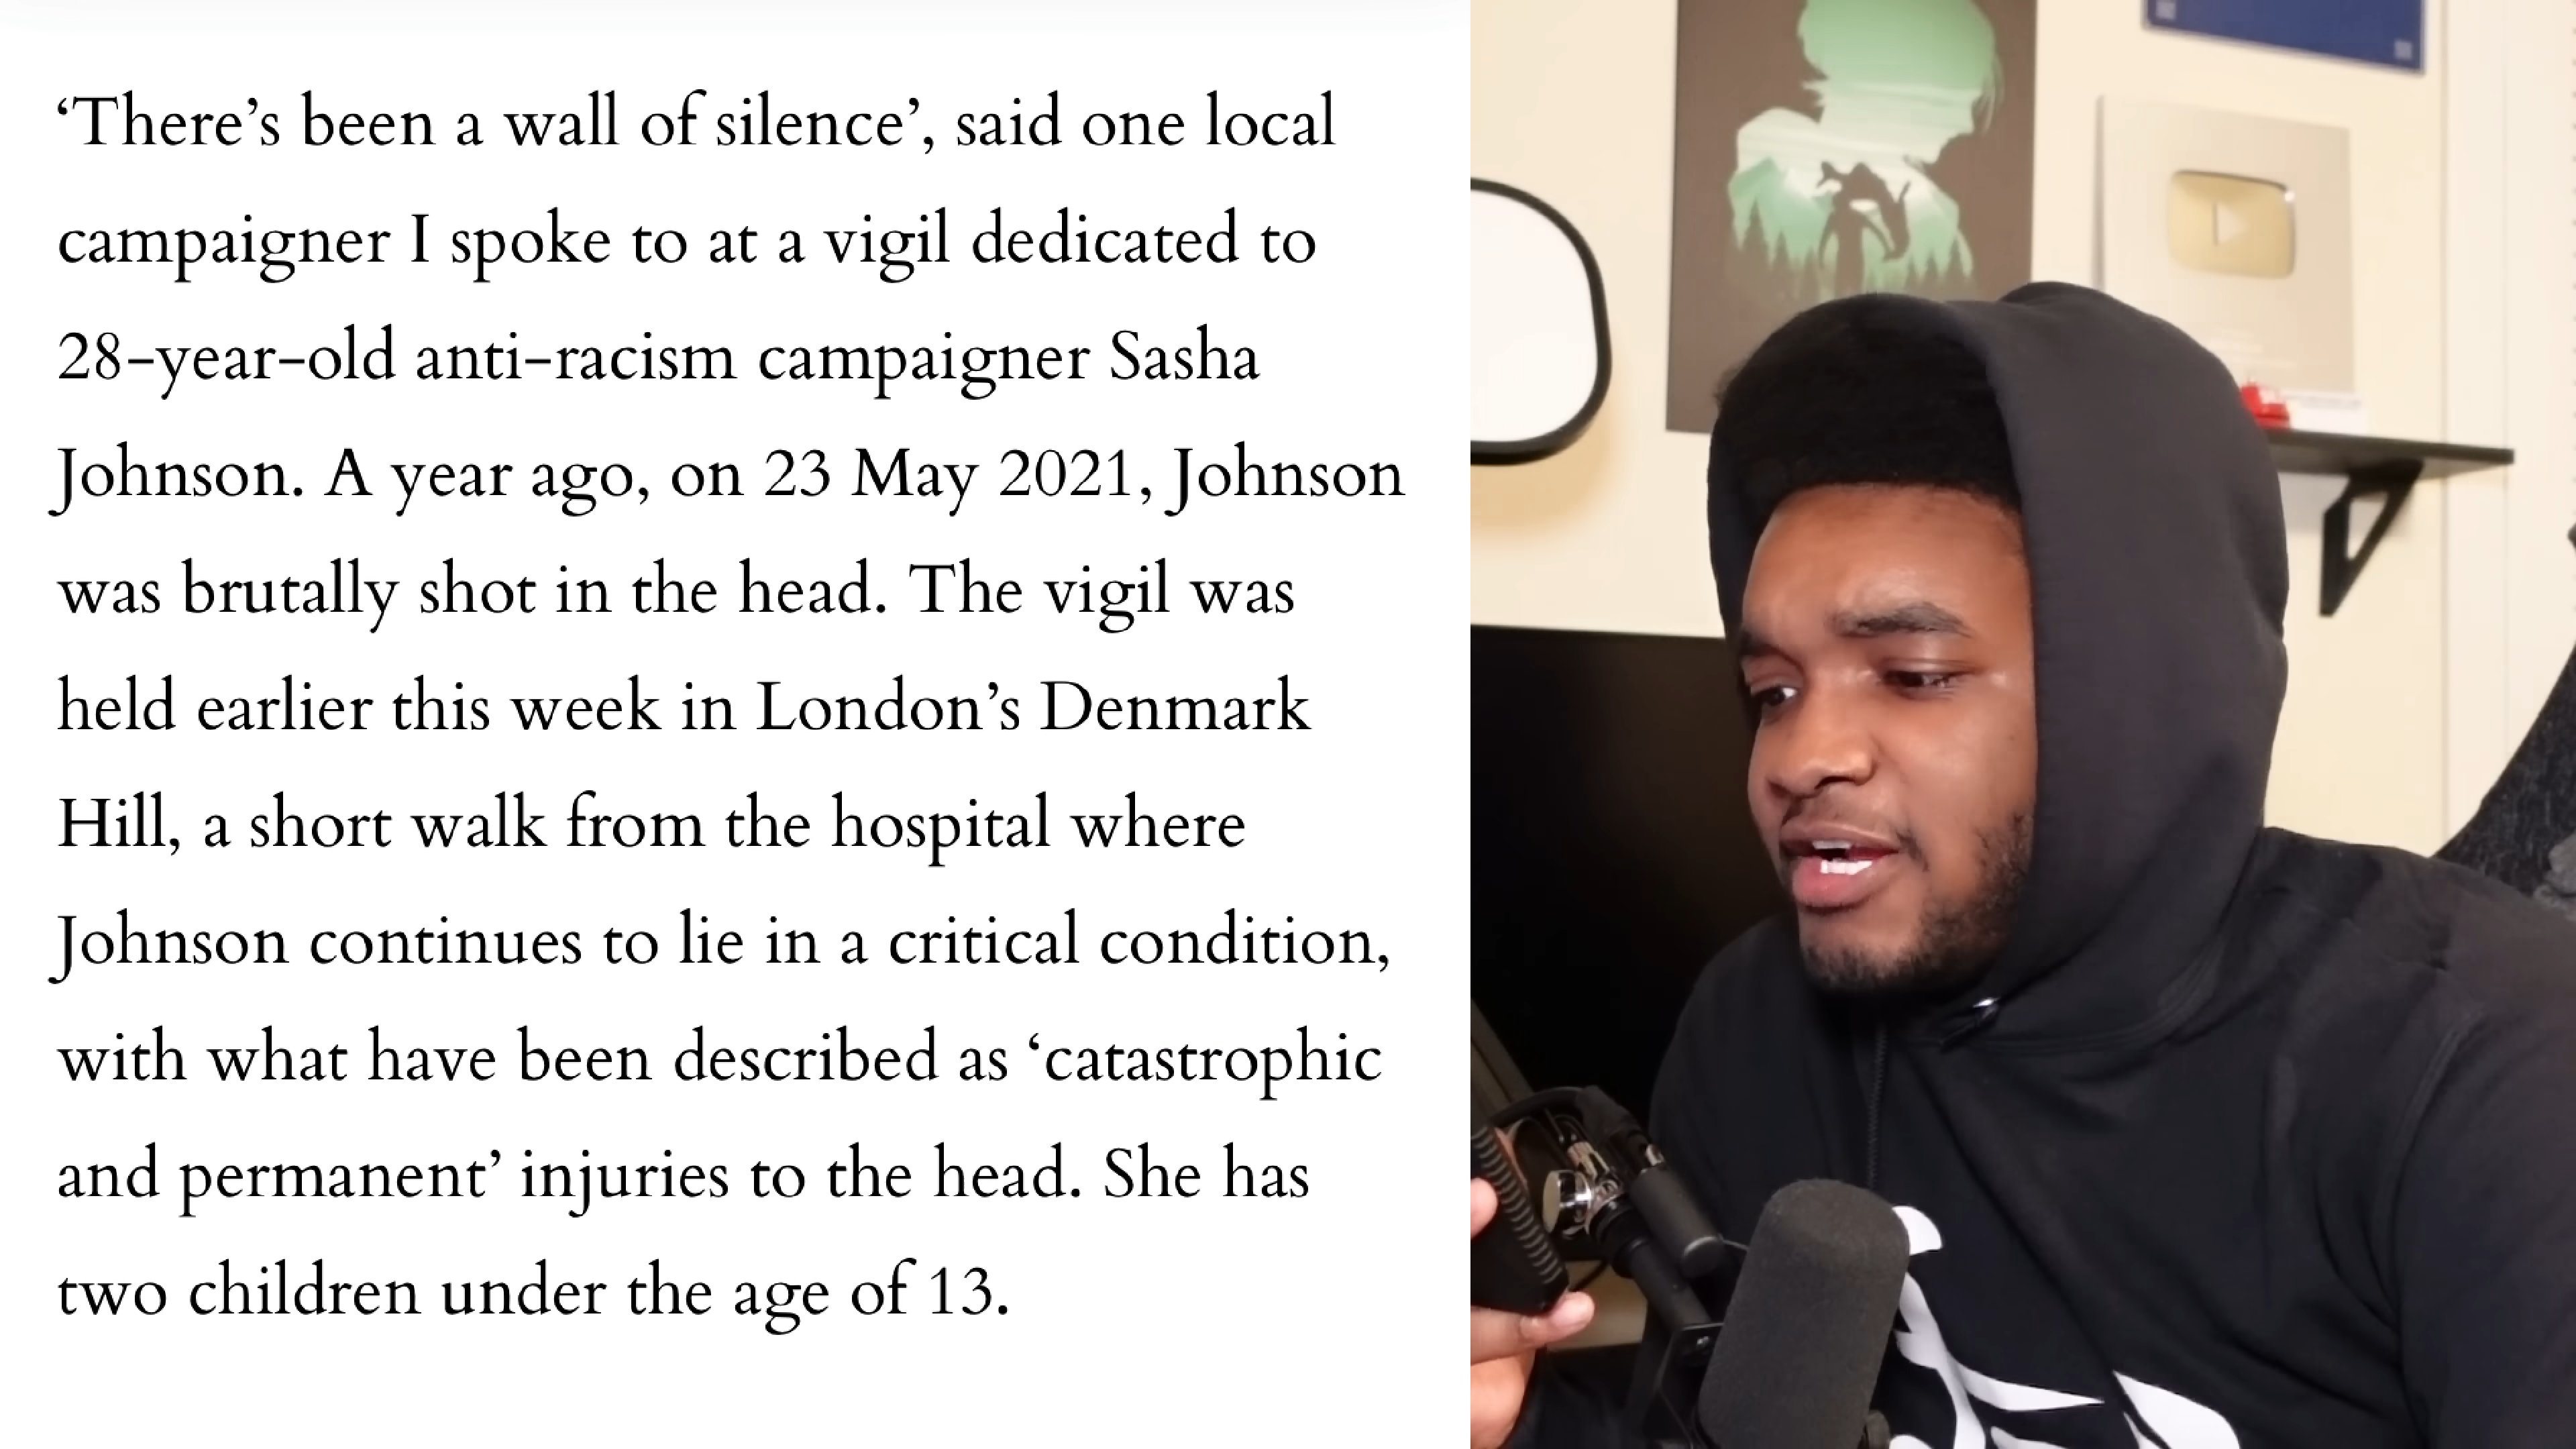 ‘There’s been a wall of silence’, said one local
campaigner I spoke to at a vigil dedicated to
28-year-old anti-racism campaigner Sasha
Johnson. A year ago, on 23 May 2021, Johnson
was brutally shot in the head. The vigil was
held earlier this week in London’s Denmark
Hill, a short walk from the hospital where
Johnson continues to lie in a critical condition,
with what have been described as ‘catastrophic
and permanent’ injuries to the head. She has
two children under the age of 13.